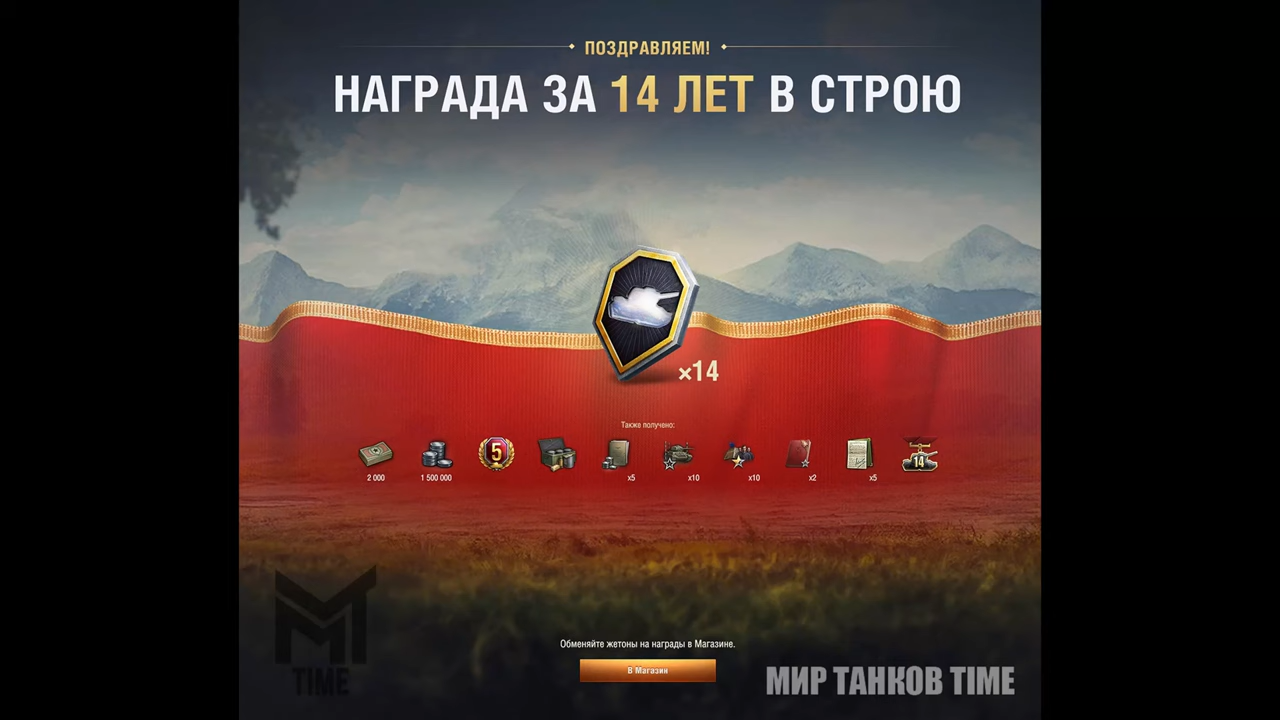 ПОЗДРАВЛЯЕМ!
НАГРАДА ЗА 14 ЛЕТ В СТРОЮ
×14
Также получено:
5
14
2 000
1 500 000
x5
x10
x10
x2
x5
Обменяйте жетоны на награды в Магазине.
В Магазин
MT
TIME
МИР ТАНКОВ TIME